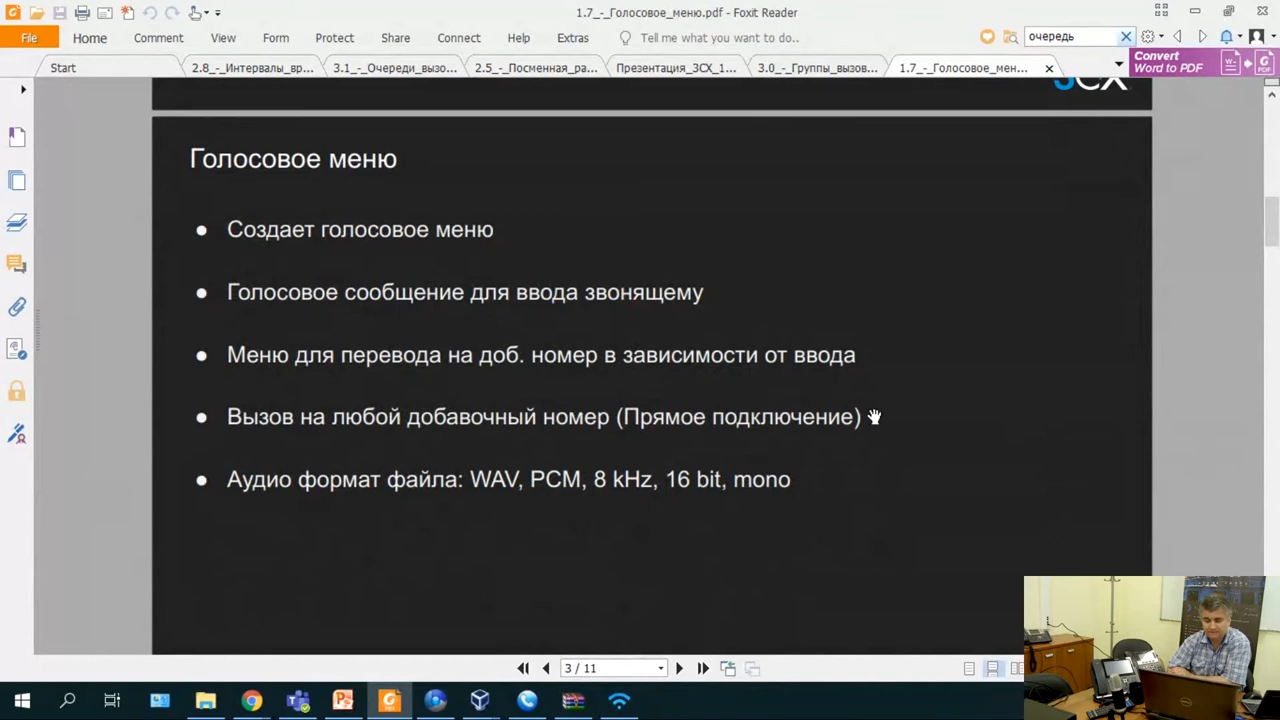 1.7_-_Голосовое_меню.pdf - Foxit Reader
File Home Comment View Form Protect Share Connect Help Extras Tell me what you want to do.. очередь
Start 2.8_-_Интервалы_вр... 3.1_-_Очереди_вызо... 2.5_-_Посменная_ра... Презентация_3CX_1... 3.0_-_Группы_вызов... 1.7_-_Голосовое_мен...
Convert
Word to PDF
3CX
Голосовое меню
● Создает голосовое меню
● Голосовое сообщение для ввода звонящему
● Меню для перевода на доб. номер в зависимости от ввода
● Вызов на любой добавочный номер (Прямое подключение)
● Аудио формат файла: WAV, PCM, 8 kHz, 16 bit, mono
3 / 11